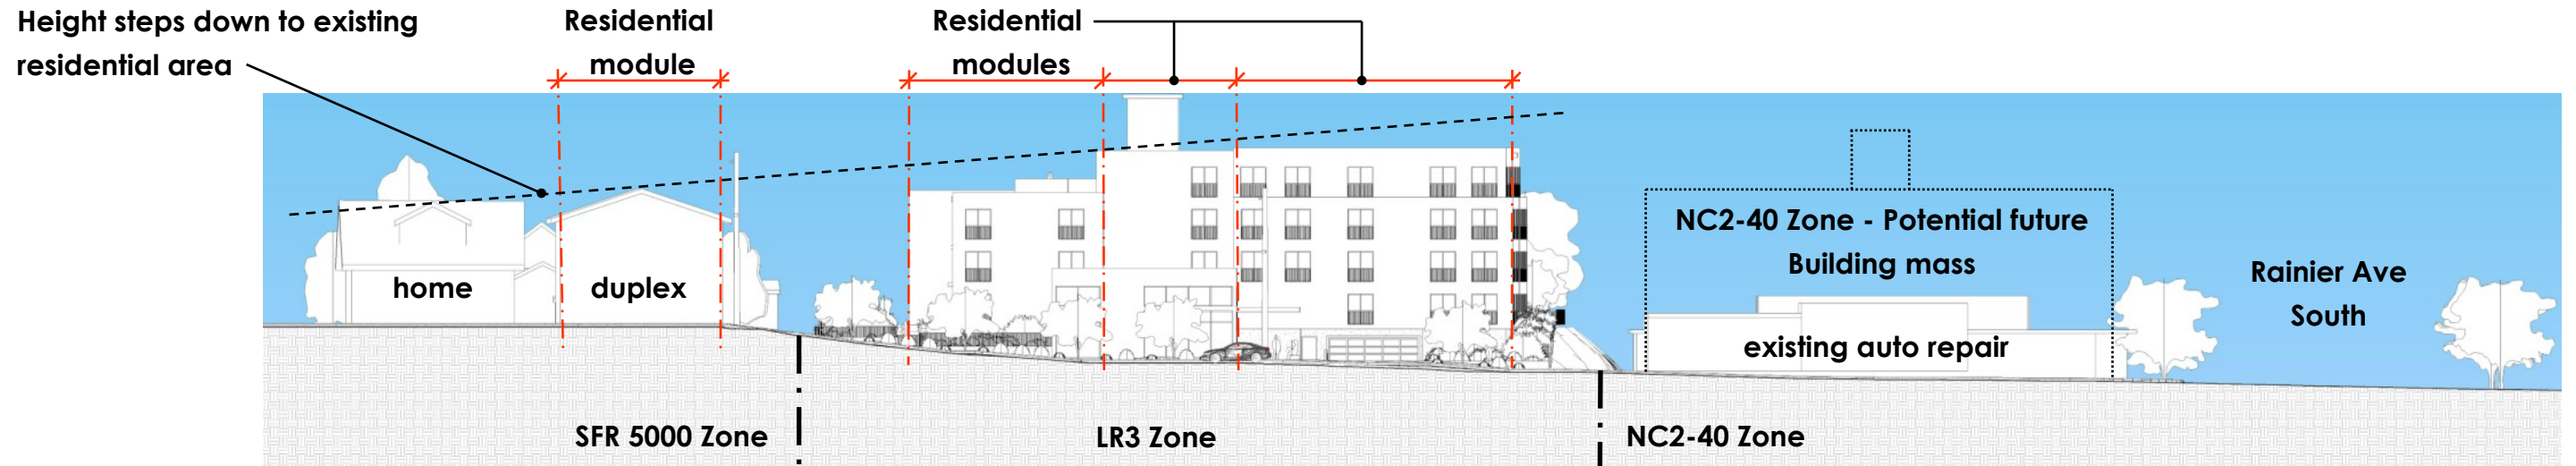 Height steps down to existing
residential area
Residential
module
Residential
modules
home
duplex
NC2-40 Zone - Potential future
Building mass
existing auto repair
Rainier Ave
South
SFR 5000 Zone
LR3 Zone
NC2-40 Zone